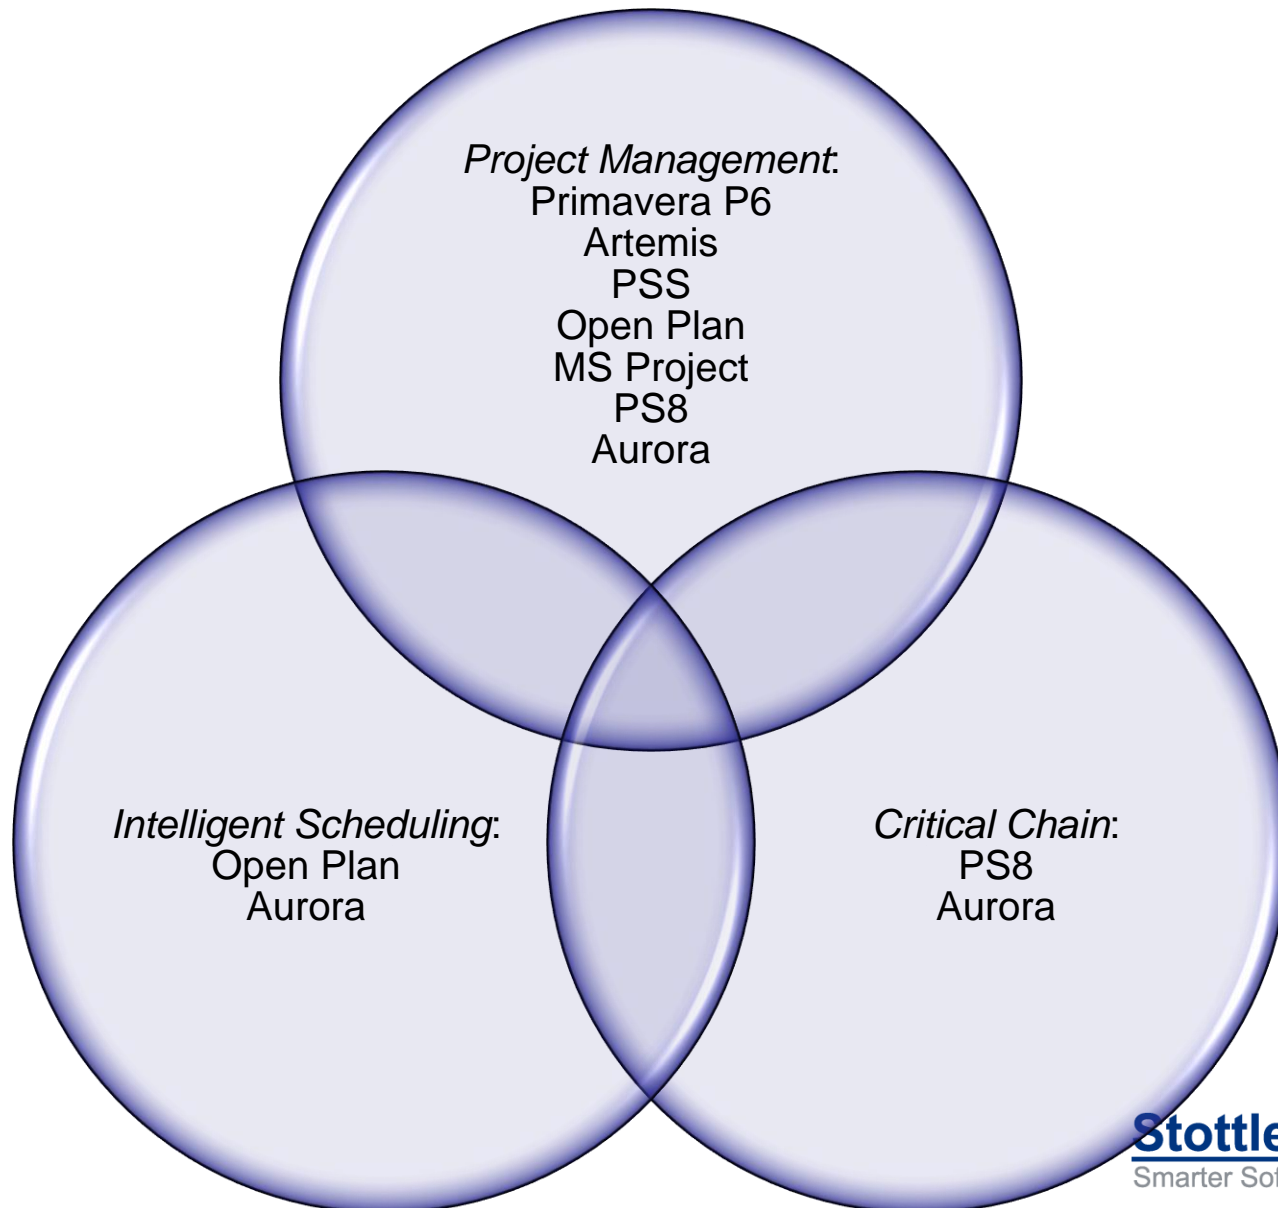 Project Management:
Primavera P6
Artemis
PSS
Open Plan
MS Project
PS8
Aurora
Intelligent Scheduling:
Open Plan
Aurora
Critical Chain:
PS8
Aurora
Smarter